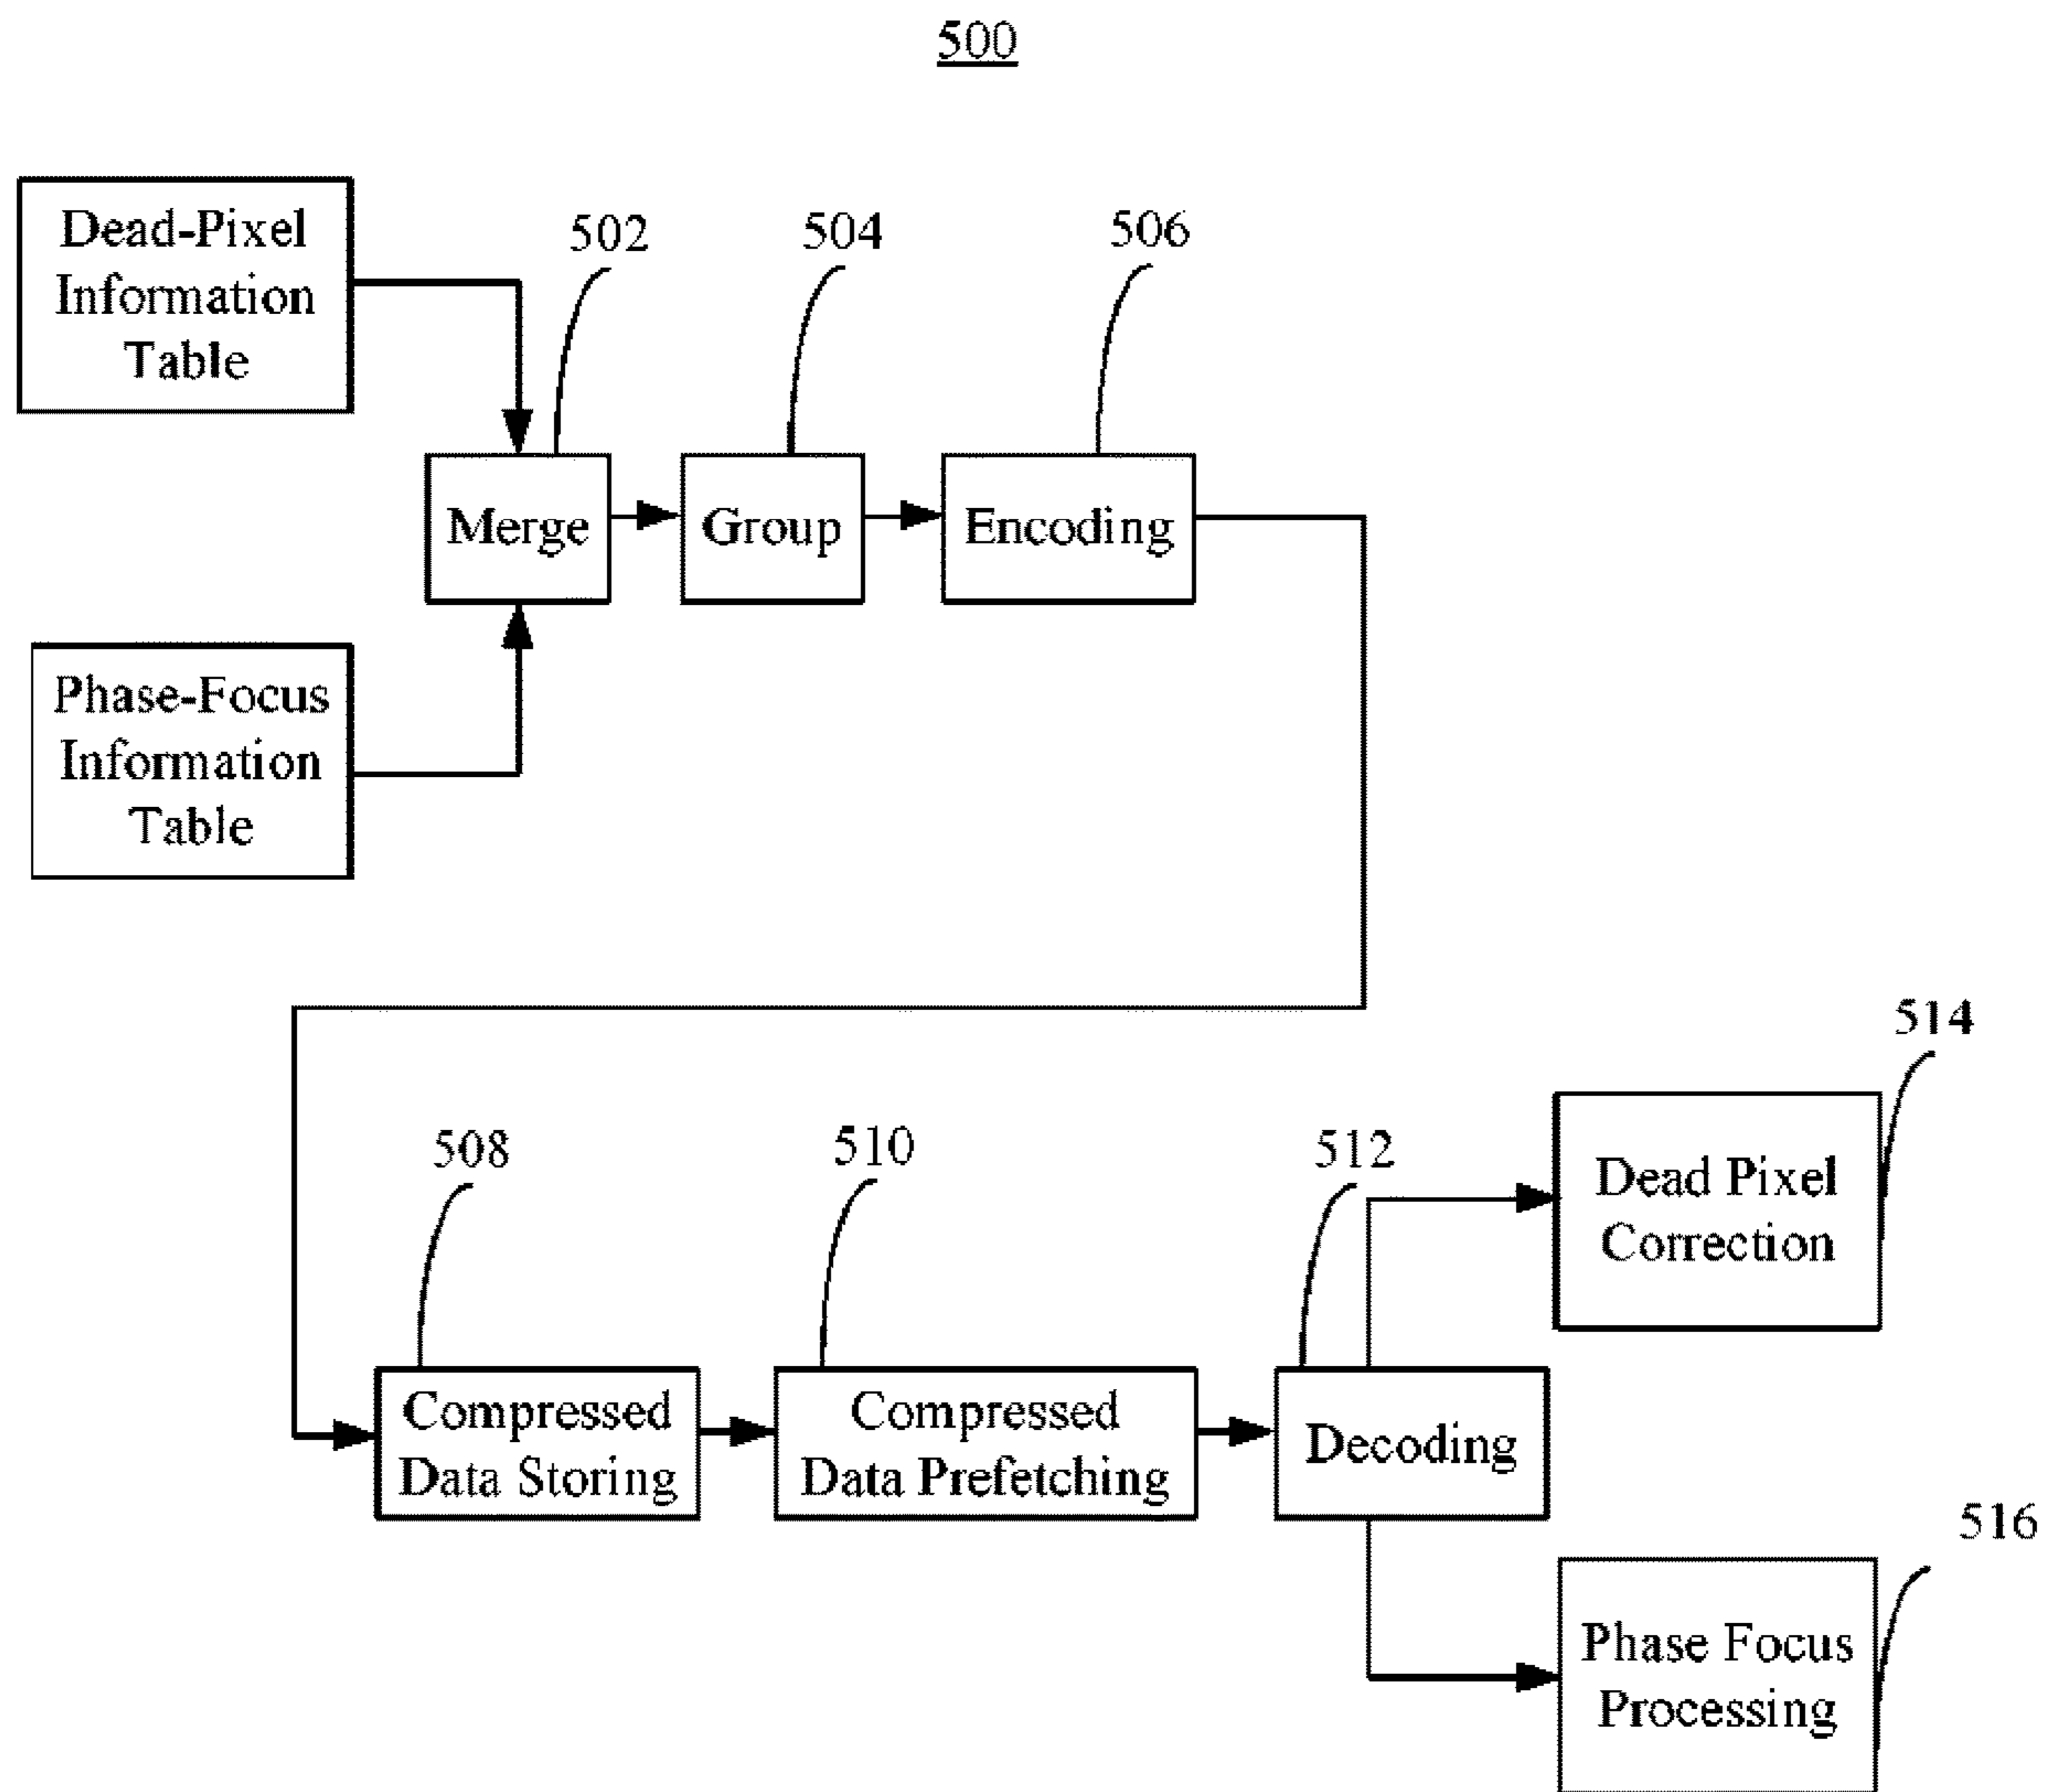 500
Dead-Pixel
Information
Table
502
504
506
Merge
Group
Encoding
Phase-Focus
Information
Table
508
510
512
514
Dead Pixel
Correction
Compressed
Data Storing
Compressed
Data Prefetching
Decoding
516
Phase Focus
Processing